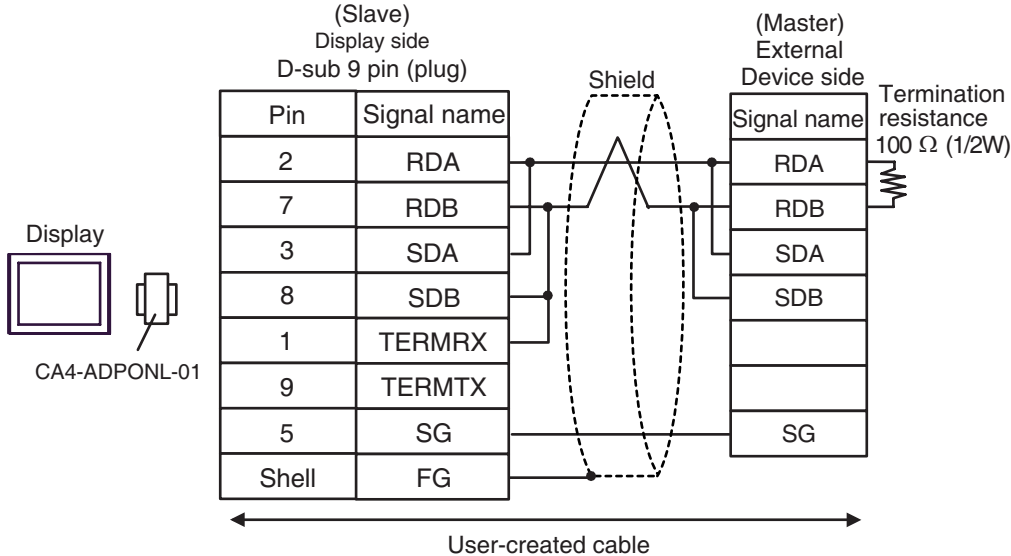 (Slave)
Display side
D-sub 9 pin (plug)
Pin Signal name
2 RDA
7 RDB
3 SDA
8 SDB
1 TERMRX
9 TERMTX
5 SG
Shell FG
Display
CA4-ADPONL-01
Shield
(Master)
External
Device side
Signal name
RDA
RDB
SDA
SDB
SG
Termination
resistance
100 Ω (1/2W)
User-created cable